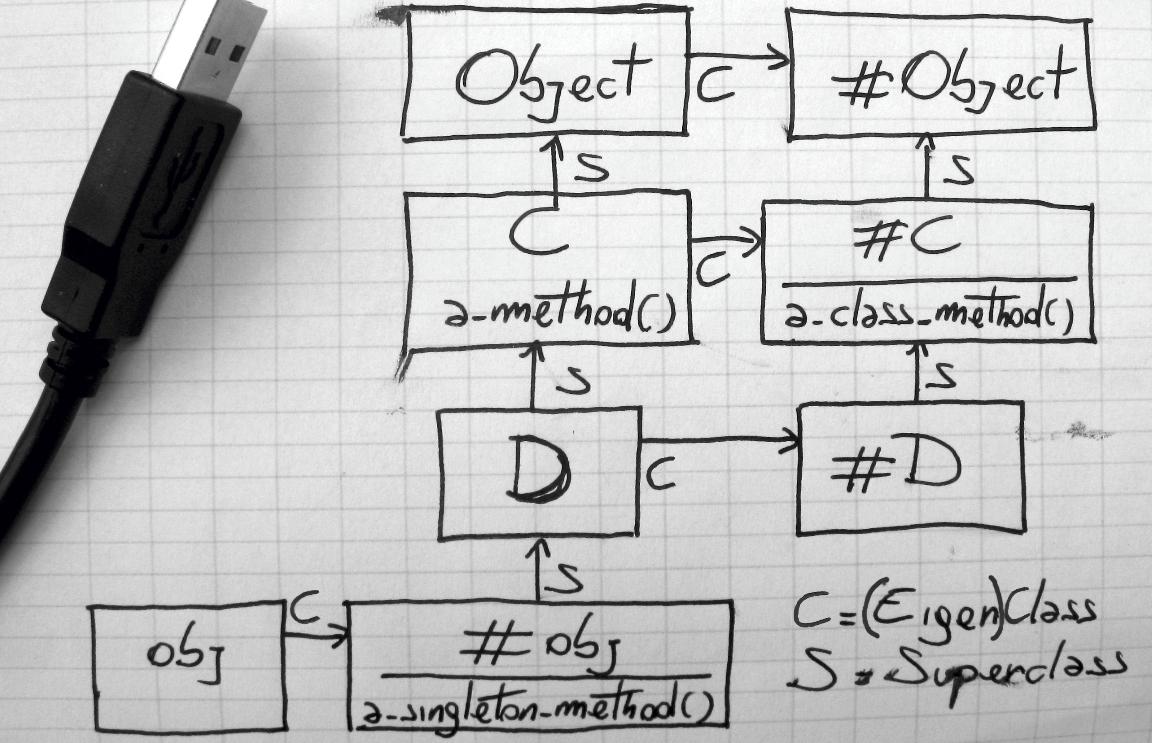 Object
C
#Object
S
S
C
a_method()
C
#C
a_class_method()
S
S
D
C
#D
S
obj
C
#obj
a_singleton_method()
C = (Eigen)Class
S = Superclass